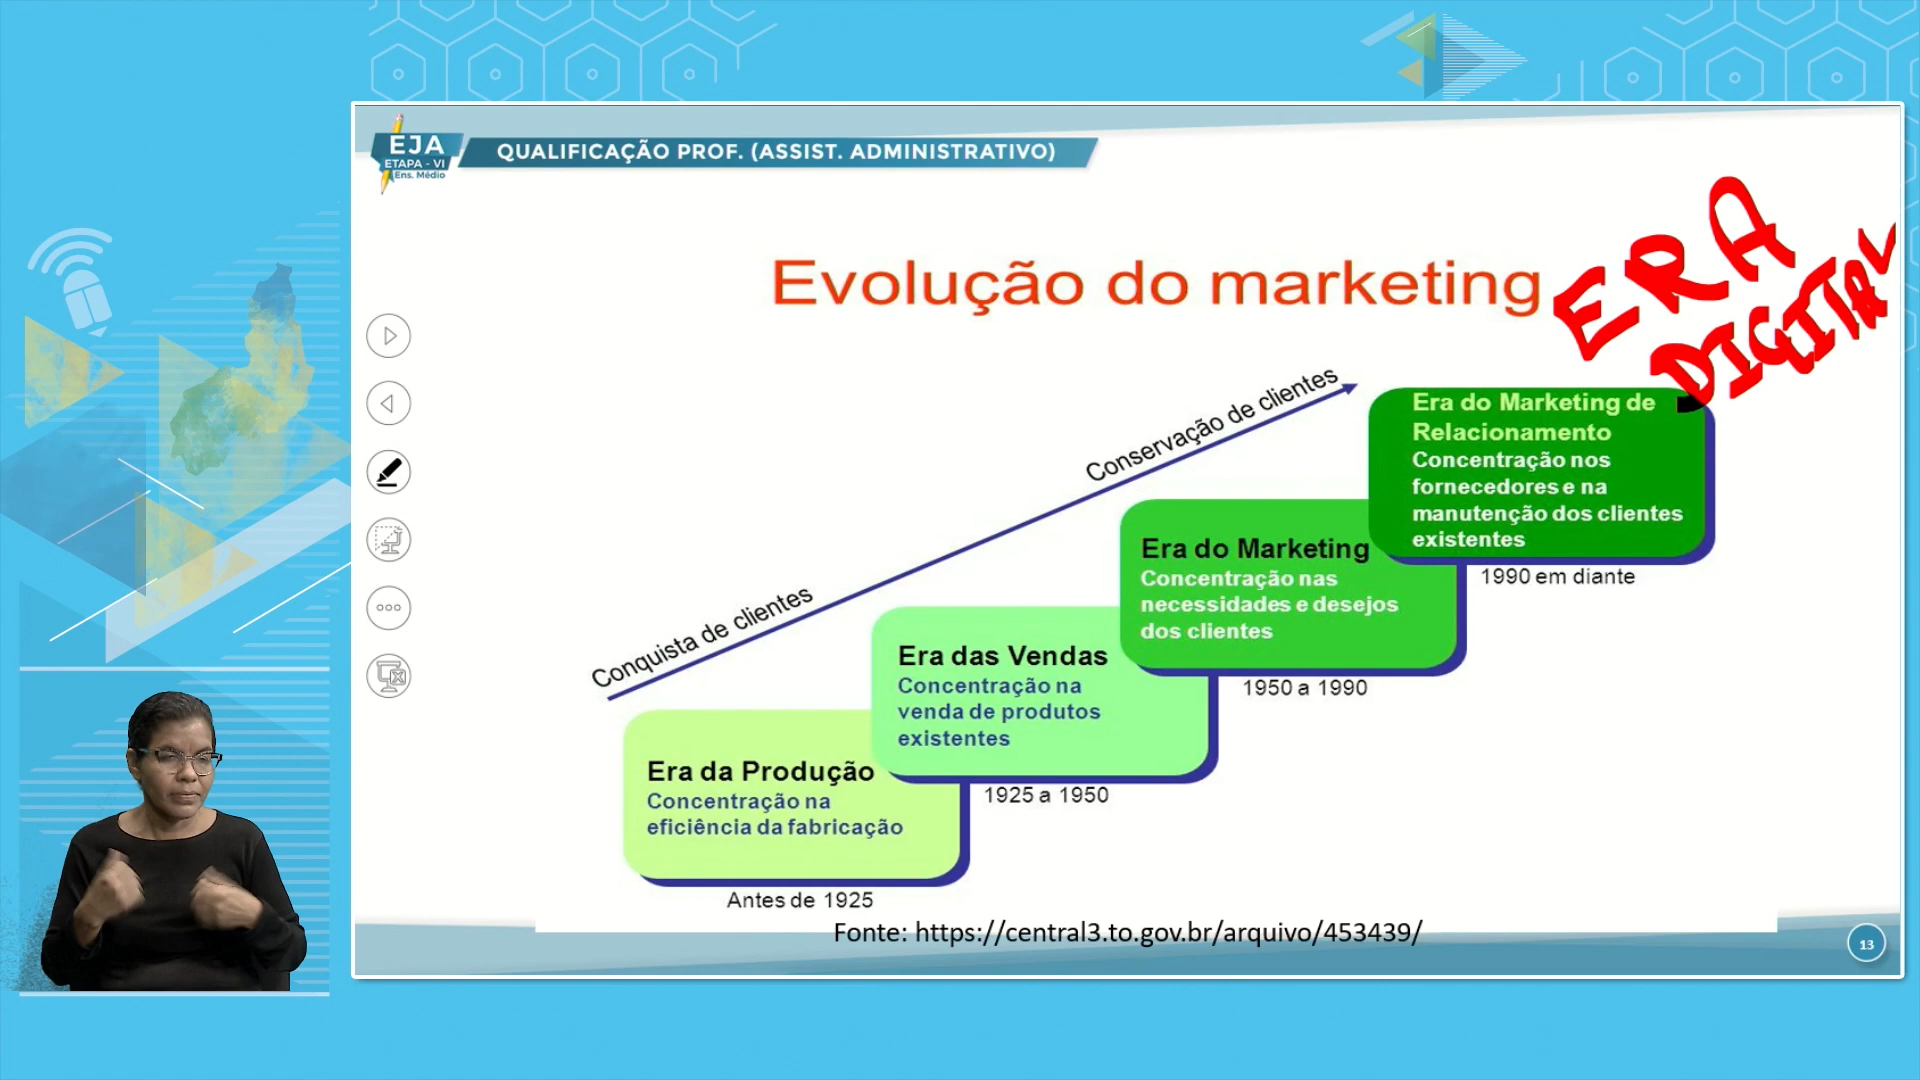 EJA
ETAPA - VI
Ens. Médio
QUALIFICAÇÃO PROF. (ASSIST. ADMINISTRATIVO)
Evolução do marketing
ERA
DIGITAL
Conquista de clientes
Conservação de clientes
Era da Produção
Concentração na
eficiência da fabricação
Antes de 1925
Era das Vendas
Concentração na
venda de produtos
existentes
1925 a 1950
Era do Marketing
Concentração nas
necessidades e desejos
dos clientes
1950 a 1990
Era do Marketing de
Relacionamento
Concentração nos
fornecedores e na
manutenção dos clientes
existentes
1990 em diante
Fonte: https://central3.to.gov.br/arquivo/453439/
13